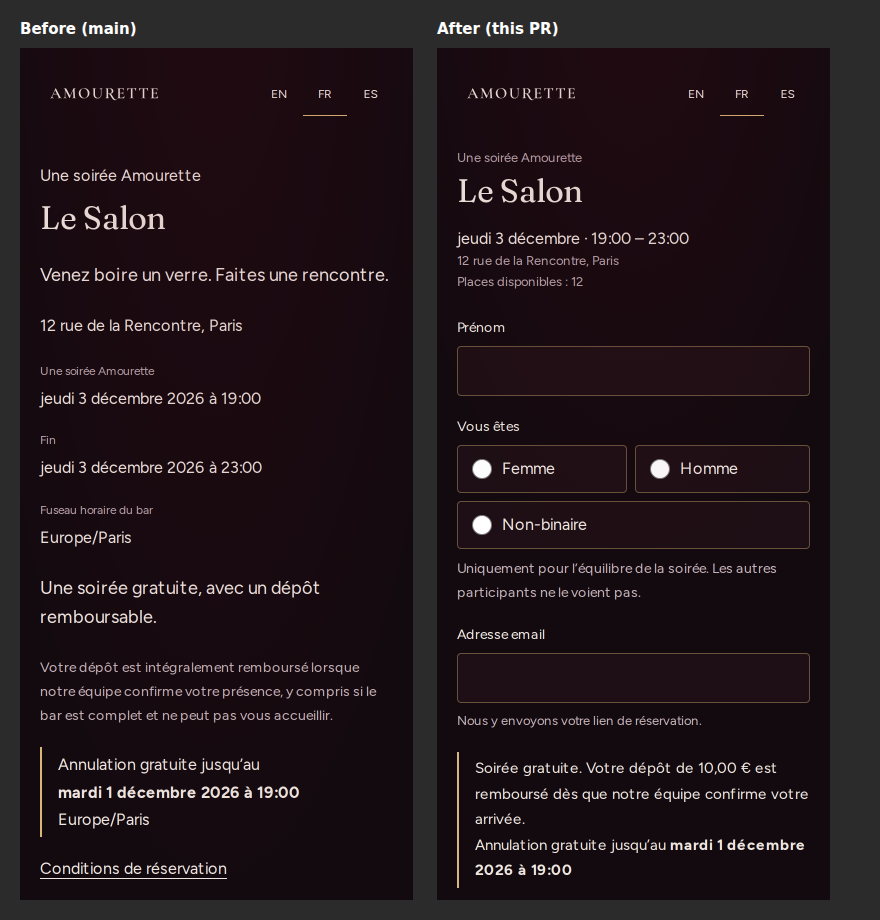 Before (main)
AMOURETTE
EN FR ES
Une soirée Amourette
Le Salon
Venez boire un verre. Faites une rencontre.
12 rue de la Rencontre, Paris
Une soirée Amourette
jeudi 3 décembre 2026 à 19:00
Fin
jeudi 3 décembre 2026 à 23:00
Fuseau horaire du bar
Europe/Paris
Une soirée gratuite, avec un dépôt
remboursable.
Votre dépôt est intégralement remboursé lorsque
notre équipe confirme votre présence, y compris si le
bar est complet et ne peut pas vous accueillir.
Annulation gratuite jusqu’au
mardi 1 décembre 2026 à 19:00
Europe/Paris
Conditions de réservation
After (this PR)
AMOURETTE
EN FR ES
Une soirée Amourette
Le Salon
jeudi 3 décembre · 19:00 – 23:00
12 rue de la Rencontre, Paris
Places disponibles : 12
Prénom
Vous êtes
Femme
Homme
Non-binaire
Uniquement pour l’équilibre de la soirée. Les autres
participants ne le voient pas.
Adresse email
Nous y envoyons votre lien de réservation.
Soirée gratuite. Votre dépôt de 10,00 € est
remboursé dès que notre équipe confirme votre
arrivée.
Annulation gratuite jusqu’au mardi 1 décembre
2026 à 19:00